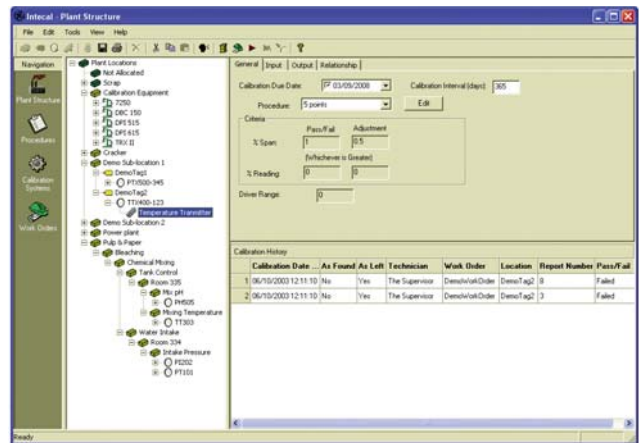 Intecal - Plant Structure
File Edit Tools View Help
Navigation
Plant Structure
Procedures
Calibration Systems
Work Orders
Plant Locations
Not Allocated
Scrap
Calibration Equipment
7250
DBC 150
DPI 515
DPI 615
TRX II
Cracker
Demo Sub-location 1
DemoTag1
PTX500-345
DemoTag2
TTX400-123
Temperature Tranmitter
Demo Sub-location 2
Power plant
Pulp & Paper
Bleaching
Chemical Mixing
Tank Control
Room 335
Mix pH
PH505
Mixing Temperature
TT303
Water Intake
Room 334
Intake Pressure
PI202
PT101
General Input Output Relationship
Calibration Due Date: 03/09/2008 Calibration Interval (days): 365
Procedure: 5 points Edit
Criteria
Pass/Fail Adjustment
% Span: 1 0.5
(Whichever is Greater)
% Reading: 0 0
Driver Range: 0
Calibration History
Calibration Date ... As Found As Left Technician Work Order Location Report Number Pass/Fail
1 06/10/2003 12:11:10 No Yes The Supervisor DemoWorkOrder DemoTag2 8 Failed
2 06/10/2003 12:11:10 No Yes The Supervisor DemoWorkOrder DemoTag2 3 Failed
Ready